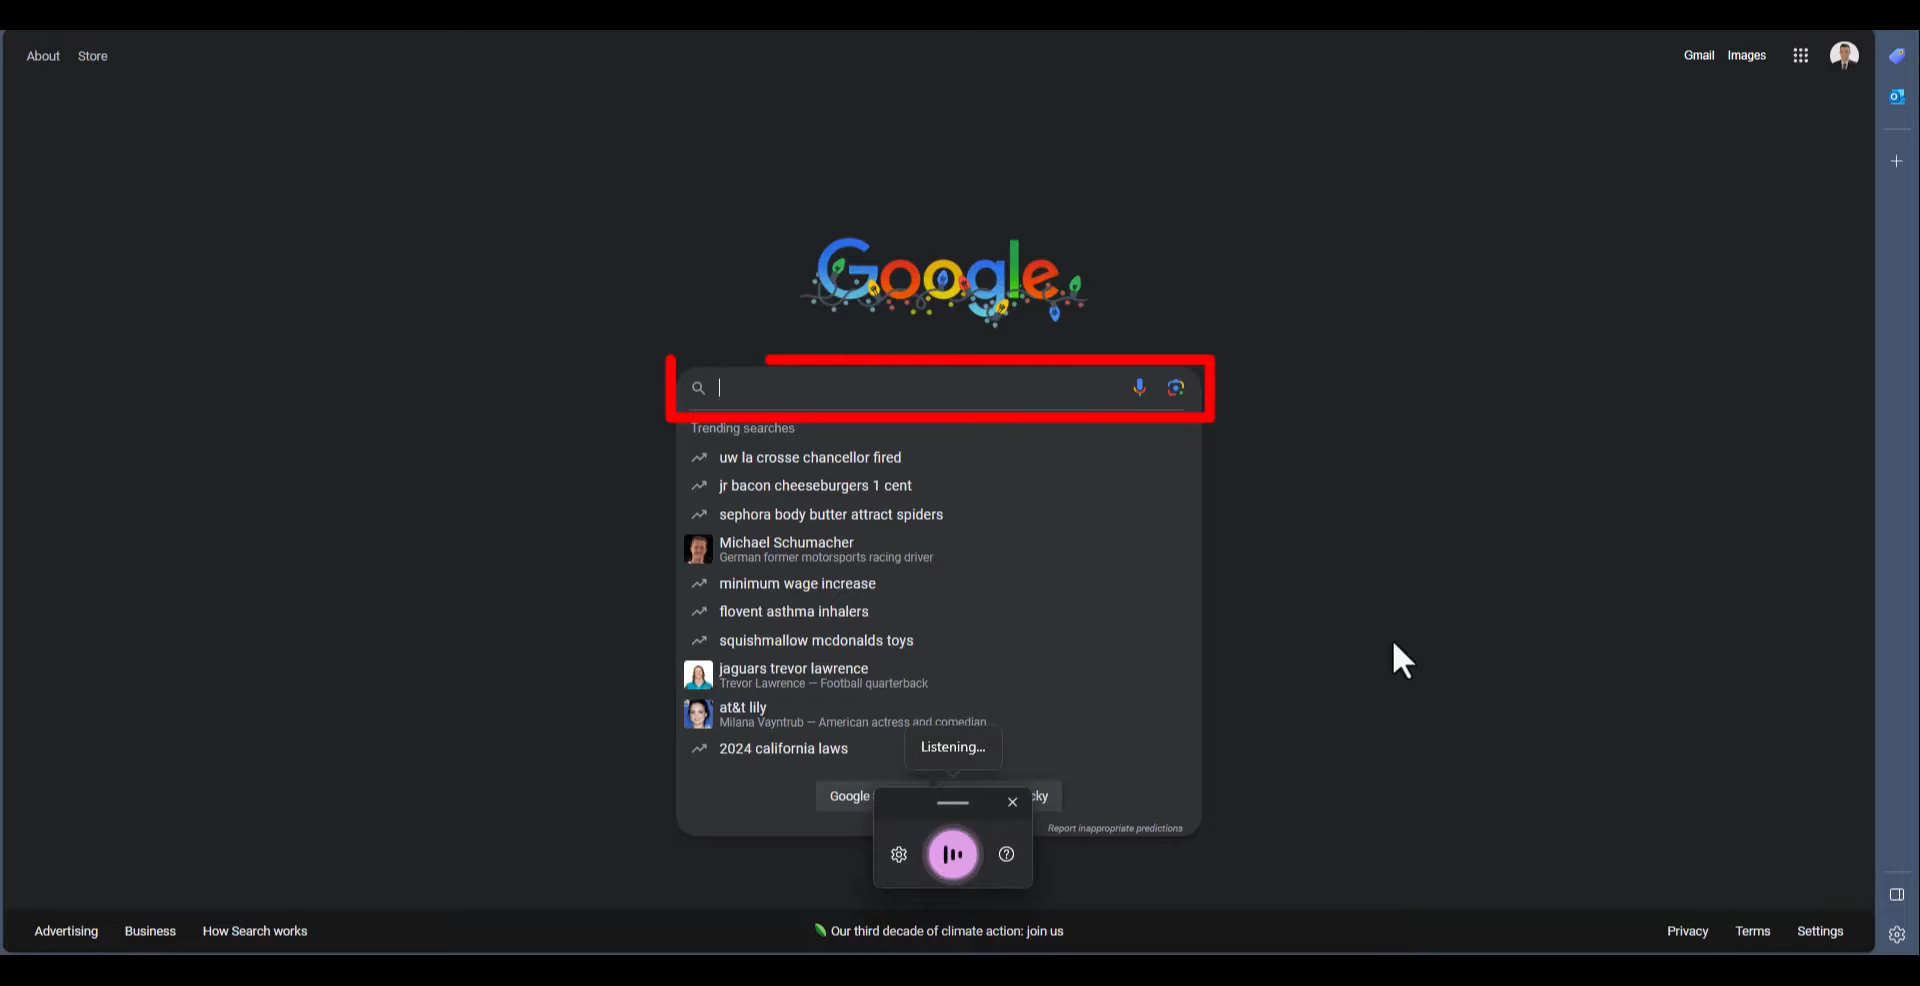 About Store
Gmail Images
Google
Trending searches
uw la crosse chancellor fired
jr bacon cheeseburgers 1 cent
sephora body butter attract spiders
Michael Schumacher
German former motorsports racing driver
minimum wage increase
flovent asthma inhalers
squishmallow mcdonalds toys
jaguars trevor lawrence
Trevor Lawrence — Football quarterback
at&t lily
Milana Vayntrub — American actress and comedian
2024 california laws
Listening...
Google
cky
Report inappropriate predictions
Advertising Business How Search works
Our third decade of climate action: join us
Privacy Terms Settings